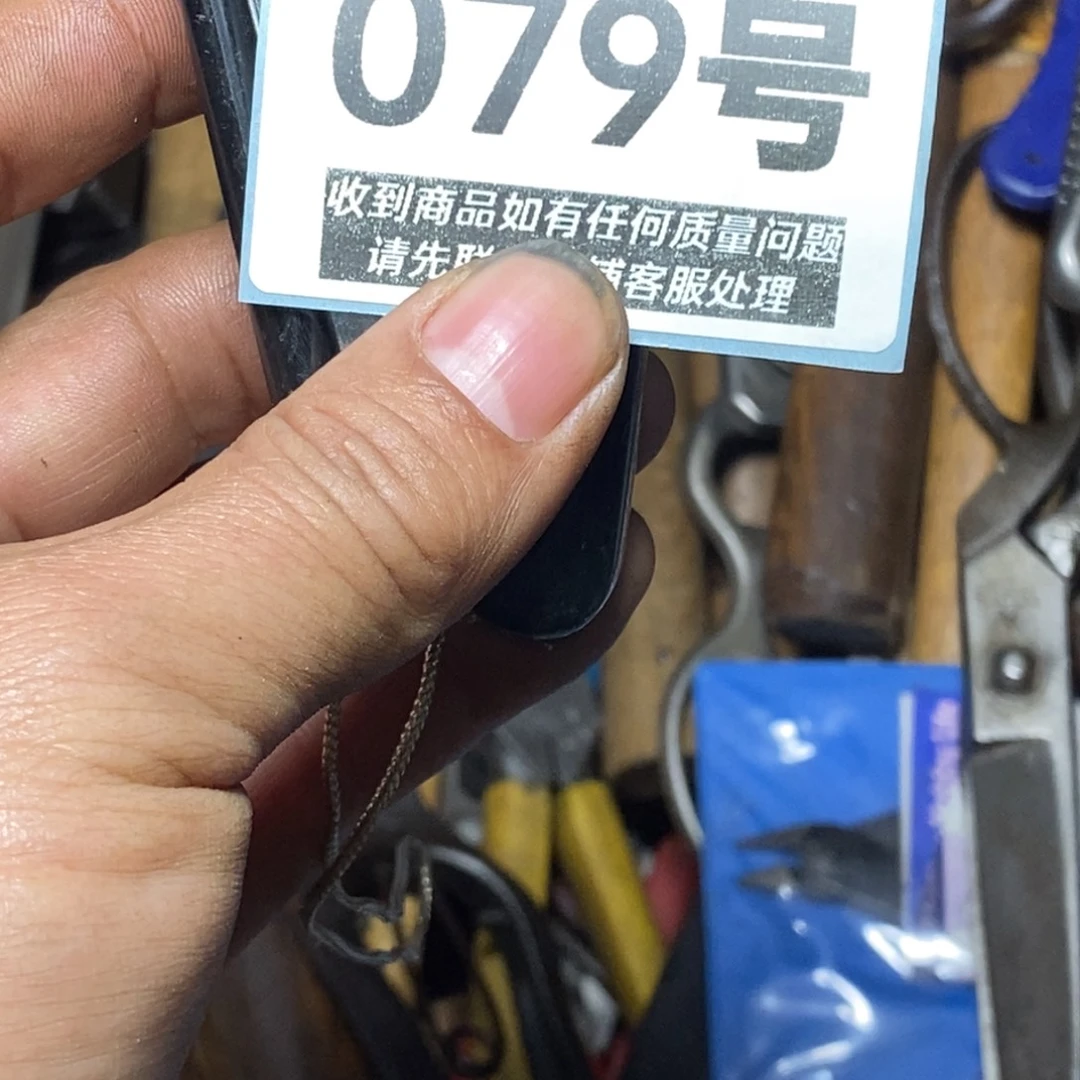 079号
收到商品如有任何质量问题
请先联 铺客服处理